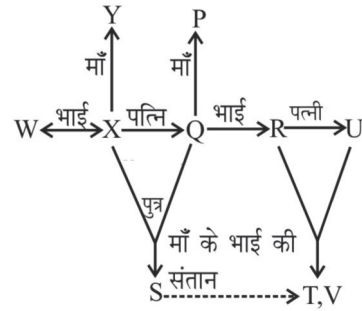 Y P
माँ माँ
W भाई X पत्नि Q भाई R पत्नी U
पुत्र
माँ के भाई की
S संतान T,V